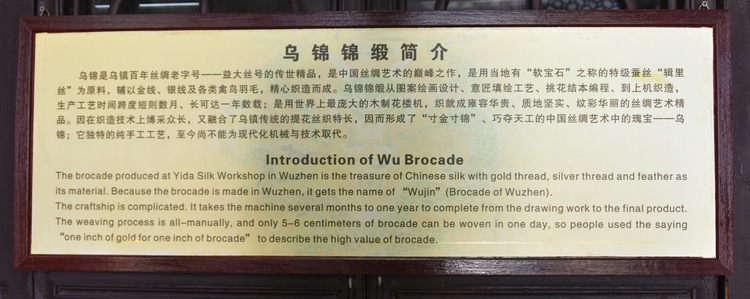 乌锦锦缎简介
乌锦是乌镇百年丝绸老字号——益大丝号的传世精品，是中国丝绸艺术的巅峰之作，是用当地有“软宝石”之称的特级蚕丝“辑里
丝”为原料，辅以金线、银线及各类禽鸟羽毛，精心织造而成。乌锦锦缎从图案绘画设计、意匠填绘工艺、挑花结本编程、到上机织造，
生产工艺时间跨度短则数月、长可达一年数载；是用世界上最庞大的木制花楼机，织就成雍容华贵、质地坚实、纹彩华丽的丝绸艺术精
品。因在织造技术上博采众长，又融合了乌镇传统的提花丝织特长，因而形成了“寸金寸锦”、巧夺天工的中国丝绸艺术中的瑰宝——乌
锦；它独特的纯手工工艺，至今尚不能为现代化机械与技术取代。
Introduction of Wu Brocade
The brocade produced at Yida Silk Workshop in Wuzhen is the treasure of Chinese silk with gold thread, silver thread and feather as
its material. Because the brocade is made in Wuzhen, it gets the name of “Wujin” (Brocade of Wuzhen).
The craftship is complicated. It takes the machine several months to one year to complete from the drawing work to the final product.
The weaving process is all-manually, and only 5-6 centimeters of brocade can be woven in one day, so people used the saying
“one inch of gold for one inch of brocade” to describe the high value of brocade.